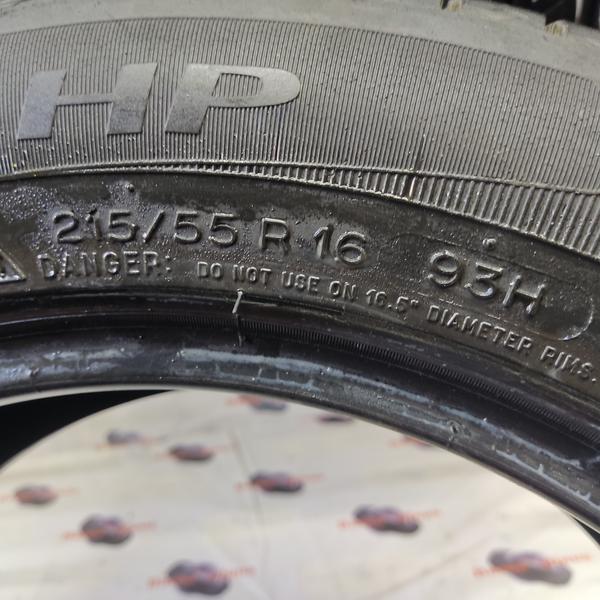 HP
215/55 R 16 93H
DANGER: DO NOT USE ON 16.5" DIAMETER RIMS.